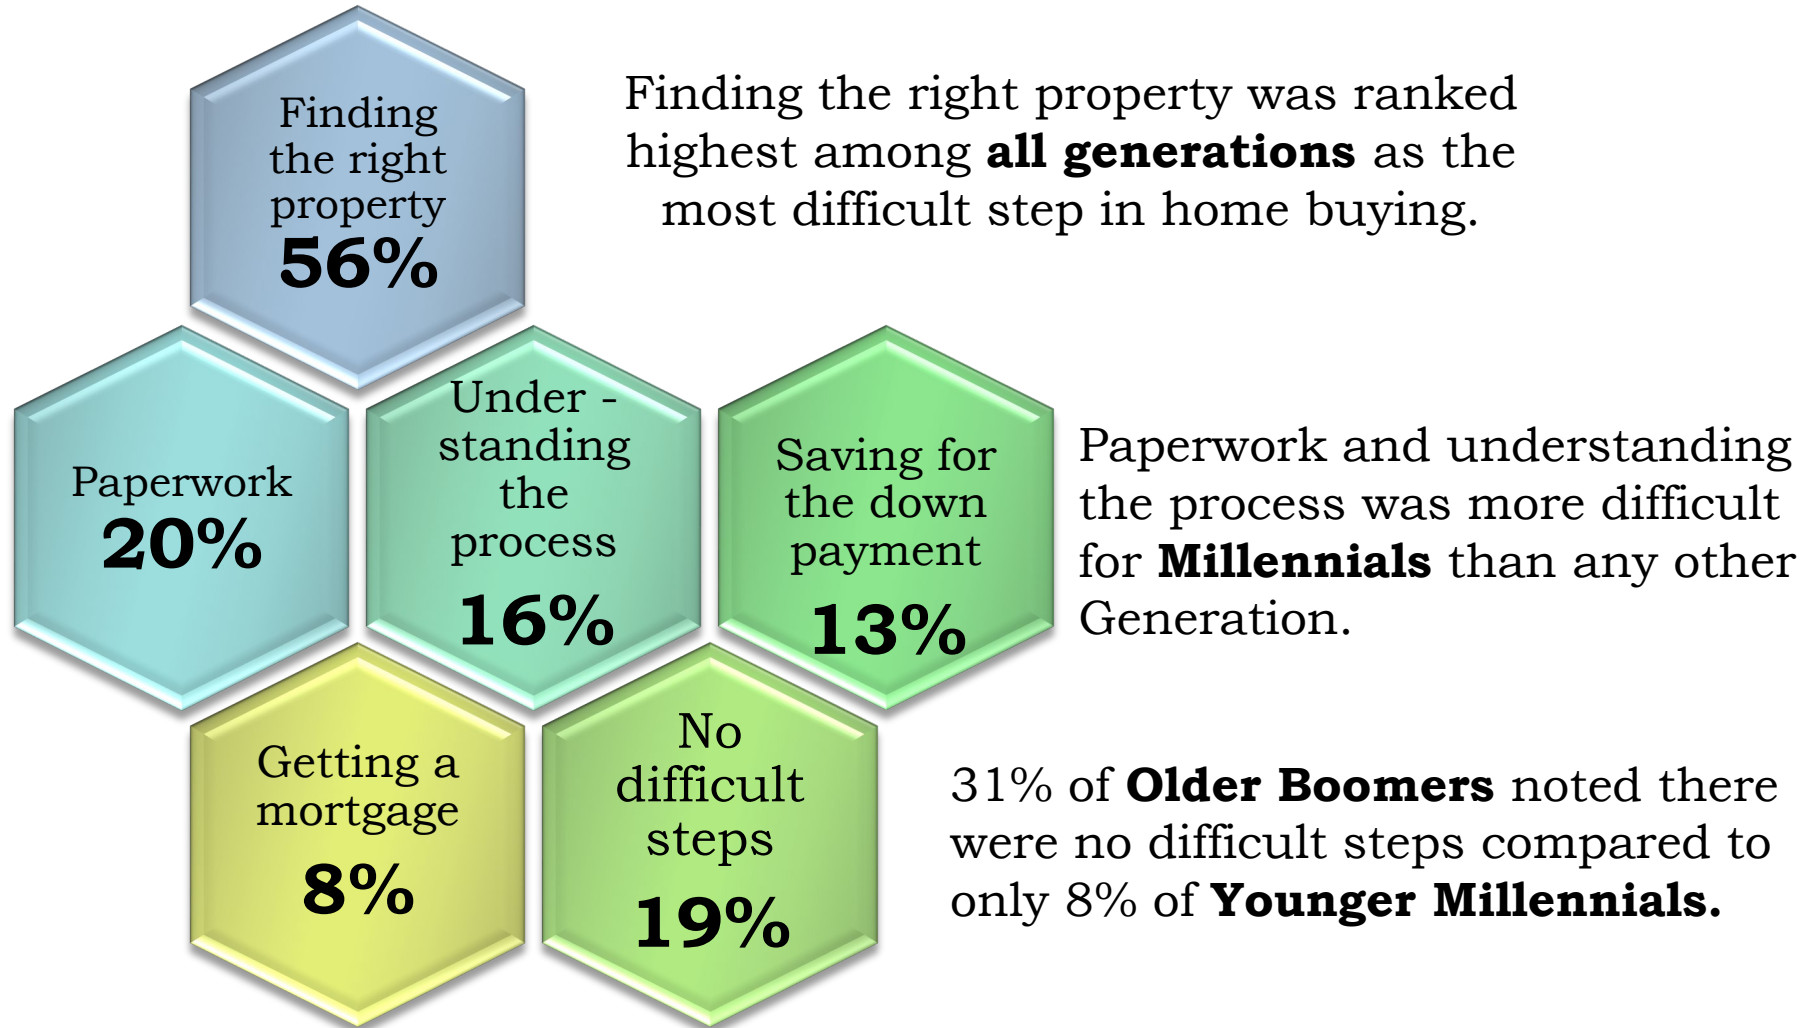 Finding
the right
property
56%
Finding the right property was ranked
highest among all generations as the
most difficult step in home buying.
Paperwork
20%
Under -
standing
the
process
16%
Saving for
the down
payment
13%
Paperwork and understanding
the process was more difficult
for Millennials than any other
Generation.
Getting a
mortgage
8%
No
difficult
steps
19%
31% of Older Boomers noted there
were no difficult steps compared to
only 8% of Younger Millennials.